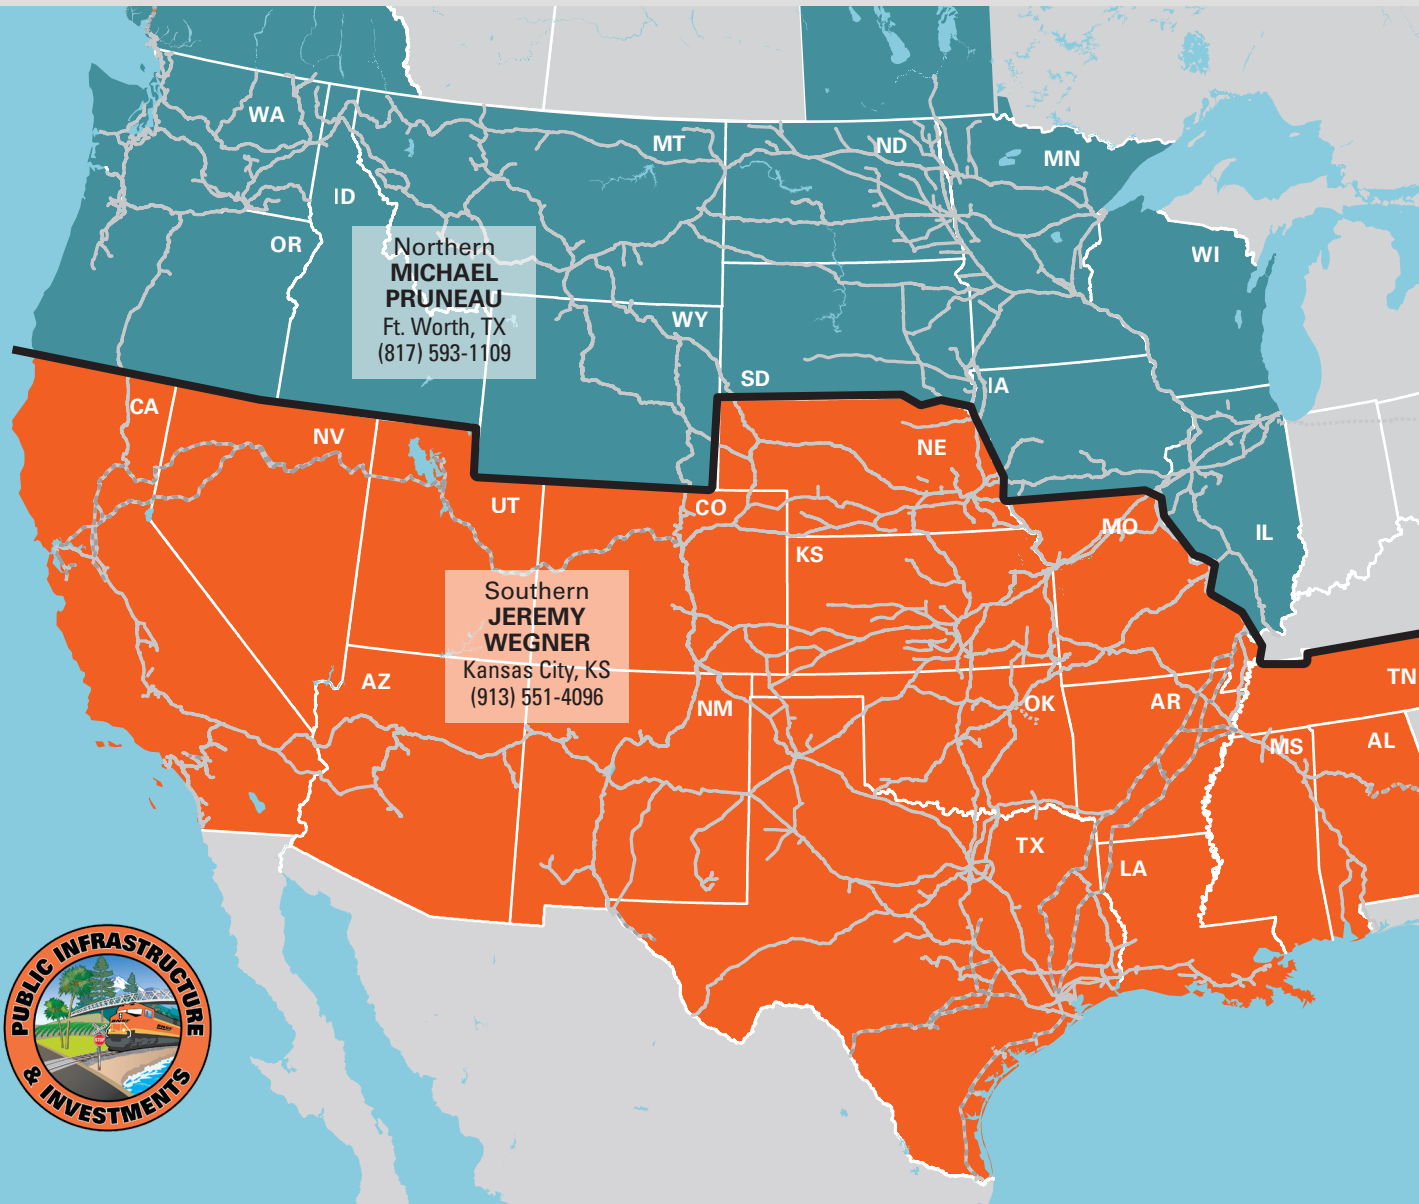 WA
MT
ND
MN
ID
OR
WI
Northern
MICHAEL
PRUNEAU
Ft. Worth, TX
(817) 593-1109
WY
SD
IA
CA
NV
NE
UT
CO
MO
IL
KS
Southern
JEREMY
WEGNER
Kansas City, KS
(913) 551-4096
AZ
NM
OK
AR
TN
MS
AL
TX
LA
PUBLIC INFRASTRUCTURE
& INVESTMENTS
STOP